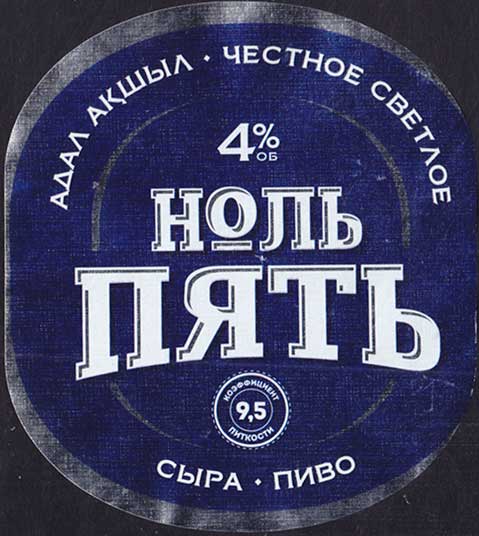 АДАЛ АҚШЫЛ · ЧЕСТНОЕ СВЕТЛОЕ
4%
ОБ
НОЛЬ
ПЯТЬ
КОЭФФИЦИЕНТ
9,5
ПИТКОСТИ
СЫРА · ПИВО